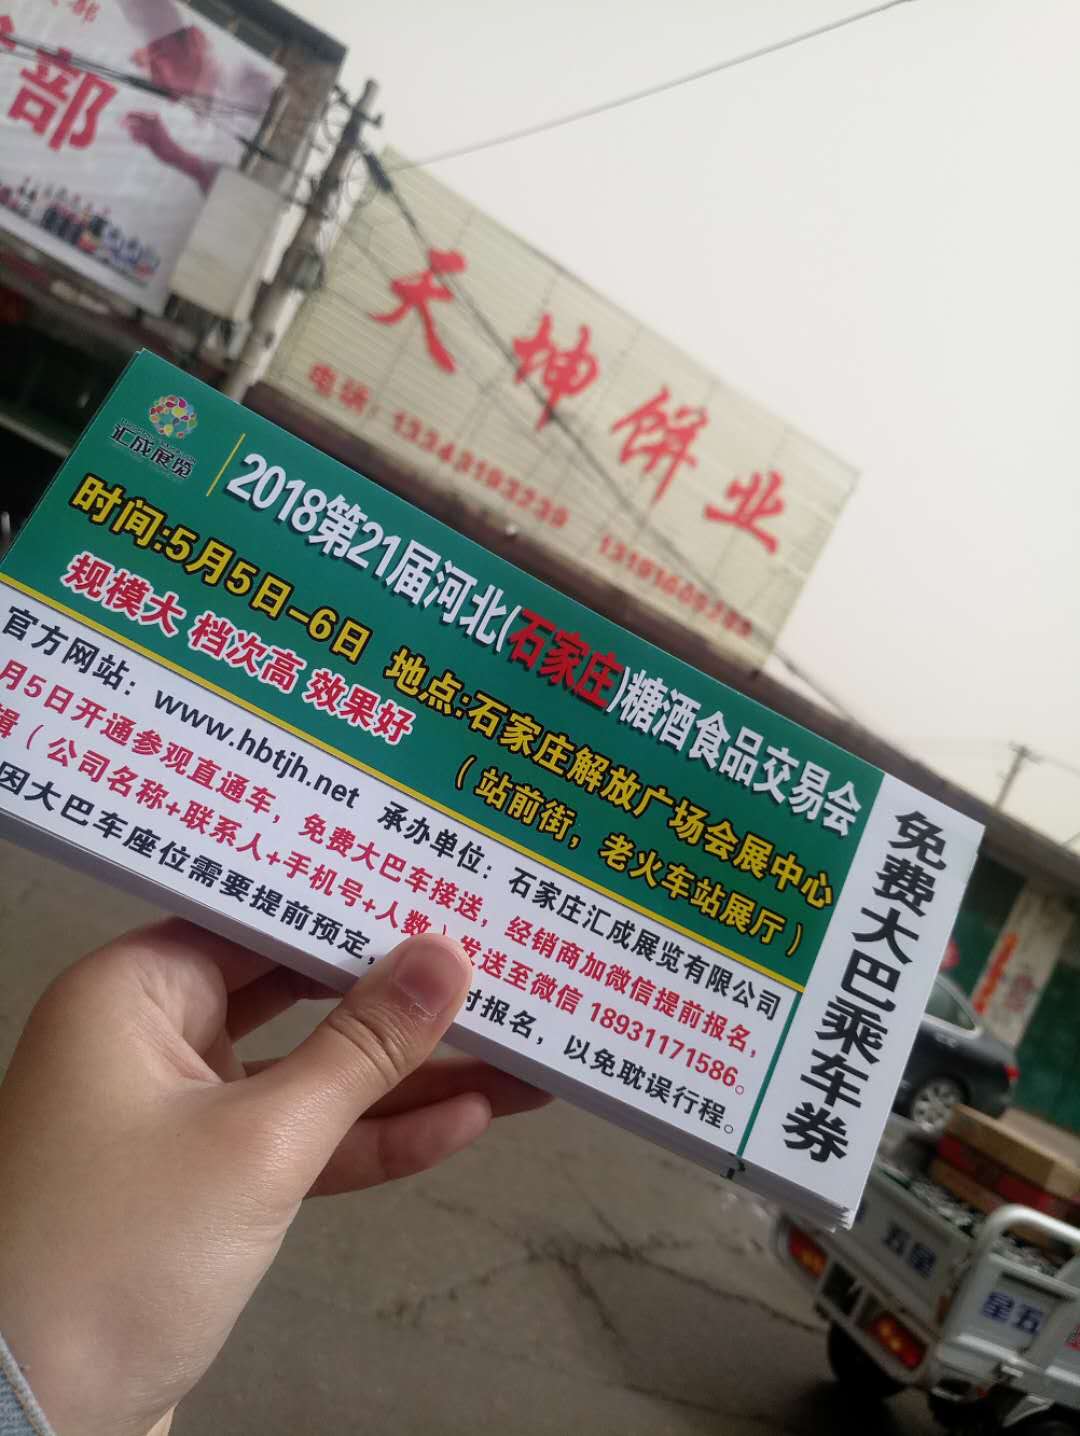 部
天坤饼业
电话：13343193239 13191605789
汇成展览
2018第21届河北(石家庄)糖酒食品交易会
时间:5月5日-6日 地点:石家庄解放广场会展中心
规模大 档次高 效果好 （站前街，老火车站展厅）
官方网站：www.hbtjh.net 承办单位：石家庄汇成展览有限公司
月5日开通参观直通车，免费大巴车接送，经销商加微信提前报名，
辑（公司名称+联系人+手机号+人数）发送至微信 18931171586。
因大巴车座位需要提前预定，时报名，以免耽误行程。
免费大巴乘车券
五星
五星